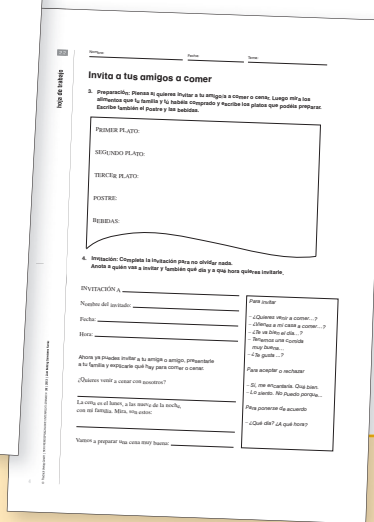 Nombre Fecha Tema
Invita a tus amigos a comer
3. Preparación: Piensa si quieres invitar a tu amigo/a a comer o cenar. Luego mira los
alimentos que tu familia y tú habéis comprado y escribe los platos que podéis preparar.
Escribe también el Postre y las bebidas.
PRIMER PLATO:
SEGUNDO PLATO:
TERCER PLATO:
POSTRE:
BEBIDAS:
4. Invitación: Completa la invitación para no olvidar nada.
Anota a quién vas a invitar y también qué día y a qué hora quieres invitarle.
INVITACIÓN A
Nombre del invitado:
Fecha:
Hora:
Ahora ya puedes invitar a tu amiga o amigo, presentarle
a tu familia y explicarle qué hay para comer o cenar.
¿Quieres venir a cenar con nosotros?
La cena es el lunes, a las nueve de la noche,
con mi familia. Mira, son estos:
Vamos a preparar una cena muy buena:
Para invitar
– ¿Quieres venir a comer...?
– ¿Vienes a mi casa a comer...?
– ¿Te va bien el día...?
– Tenemos una comida
muy buena...
– ¿Te gusta...?
Para aceptar o rechazar
– Sí, me encantaría. Qué bien.
– Lo siento. No puedo porque...
Para ponerse de acuerdo
– ¿Qué día? ¿A qué hora?
hoja de trabajo